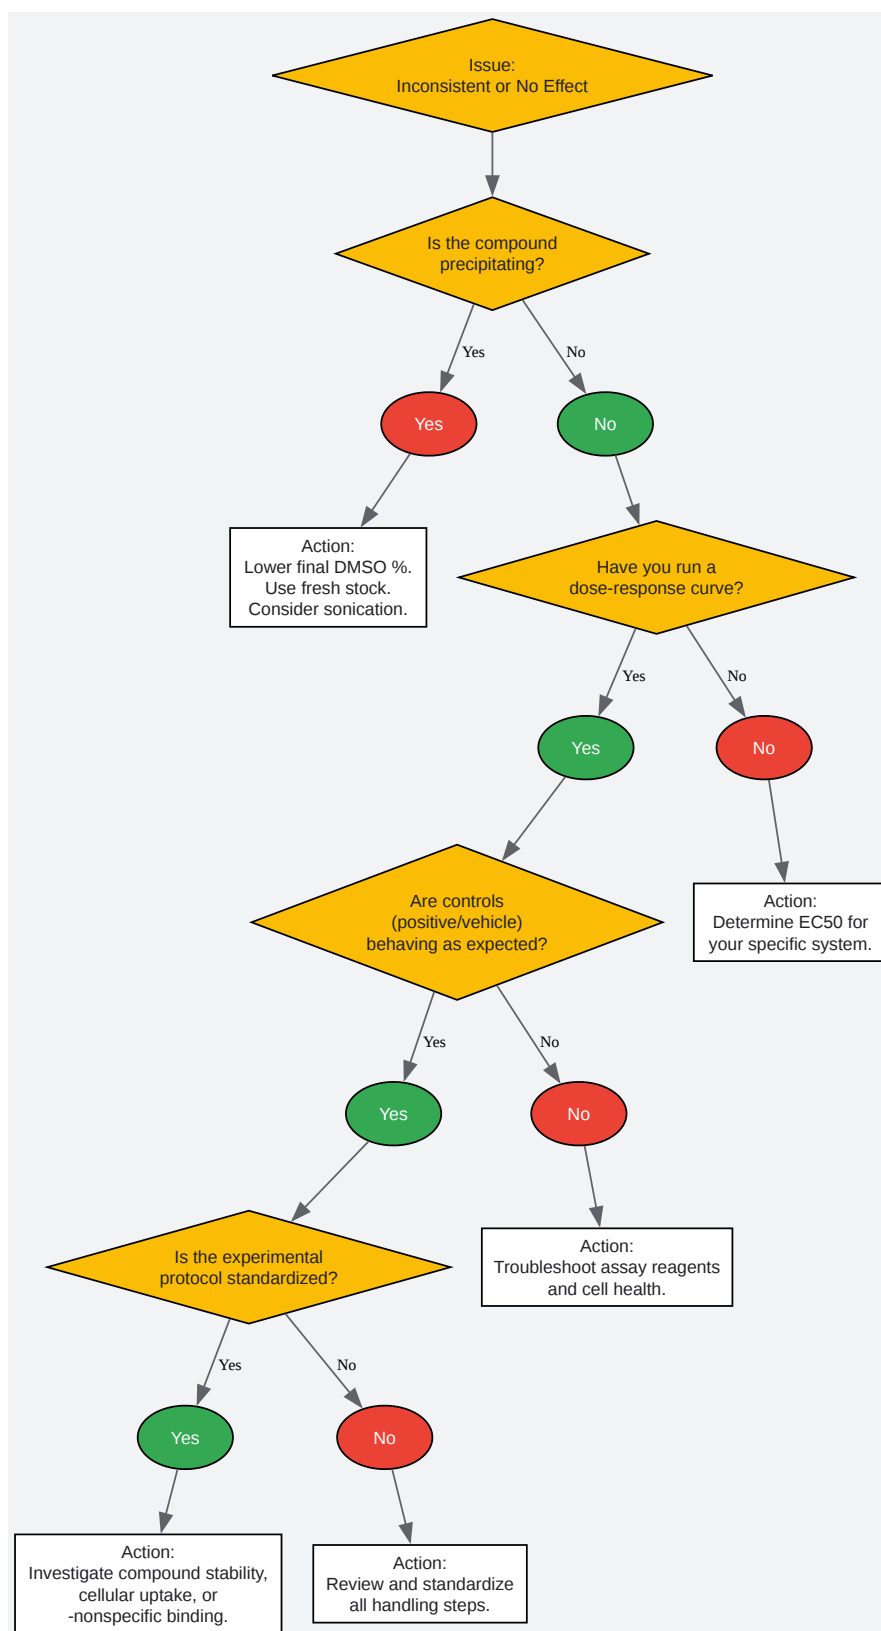 Issue:
Inconsistent or No Effect
Is the compound
precipitating?
Yes
No
Yes
No
Action:
Lower final DMSO %.
Use fresh stock.
Consider sonication.
Have you run a
dose-response curve?
Yes
No
Yes
No
Are controls
(positive/vehicle)
behaving as expected?
Action:
Determine EC50 for
your specific system.
Yes
No
Yes
No
Is the experimental
protocol standardized?
Action:
Troubleshoot assay reagents
and cell health.
Yes
No
Yes
No
Action:
Investigate compound stability,
cellular uptake, or
-nonspecific binding.
Action:
Review and standardize
all handling steps.